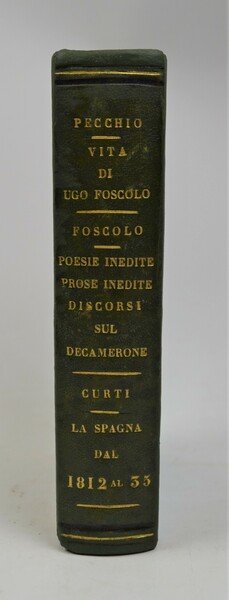 PECCHIO
VITA
DI
UGO FOSCOLO
FOSCOLO
POESIE INEDITE
PROSE INEDITE
DISCORSI
SUL
DECAMERONE
CURTI
LA SPAGNA
DAL
1812 AL 35